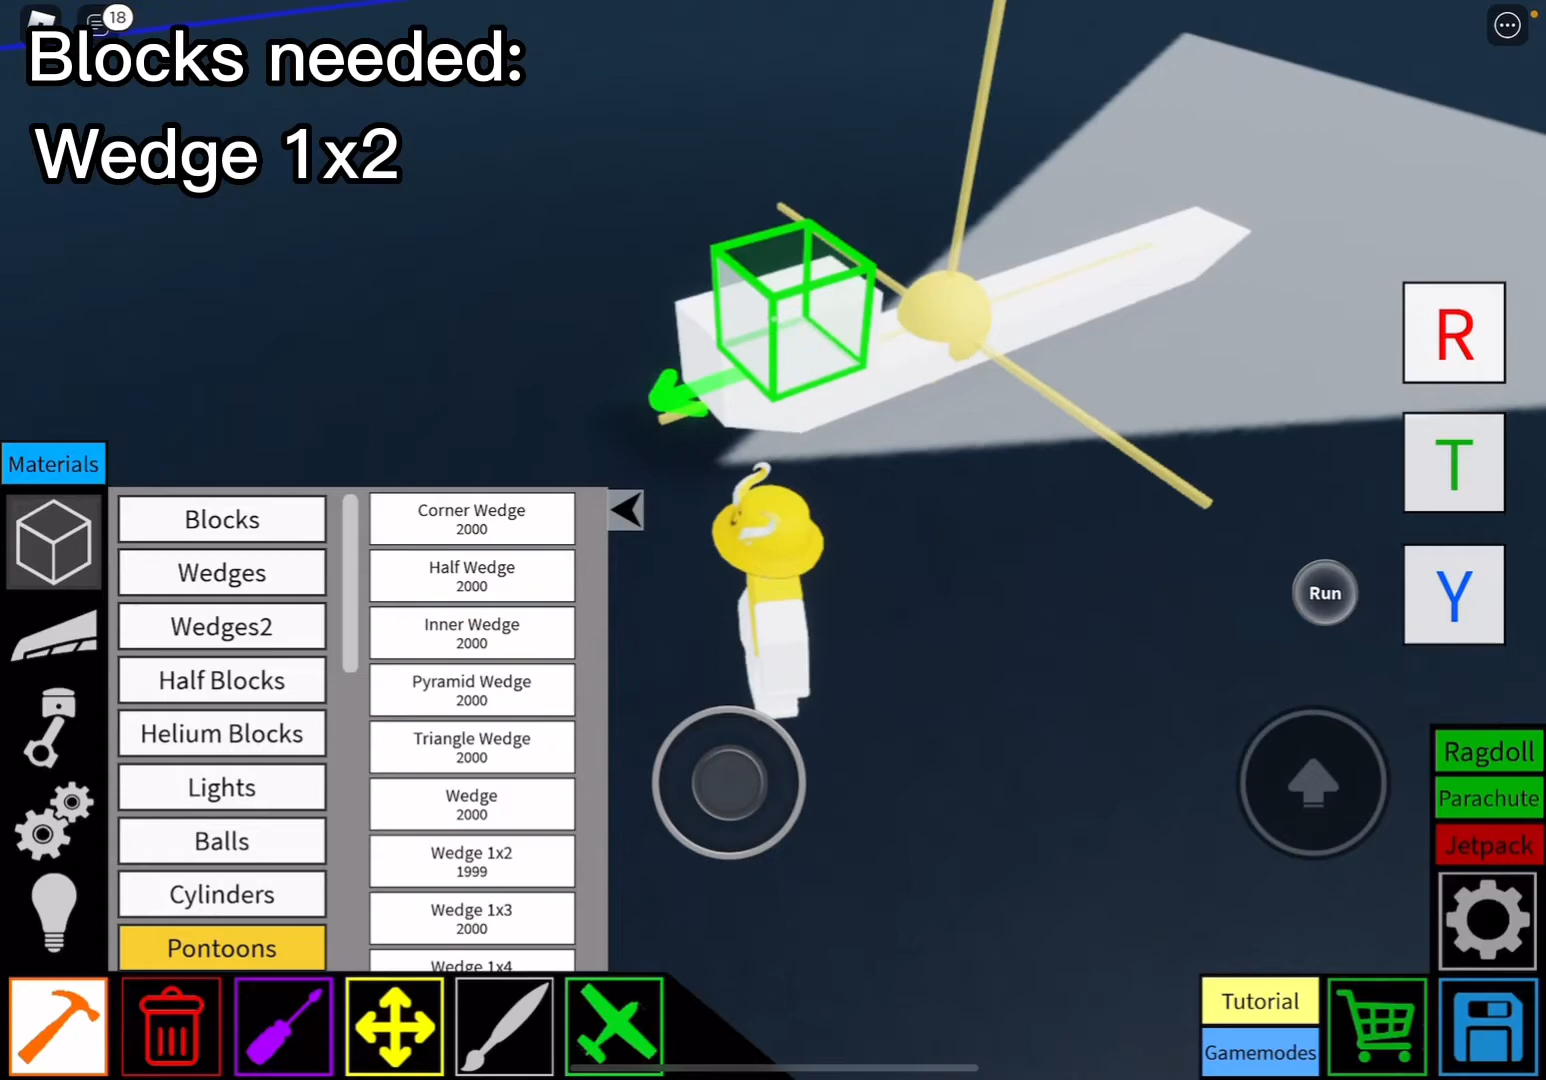 18
Blocks needed:
Wedge 1x2
R
T
Y
Run
Materials
Blocks
Wedges
Wedges2
Half Blocks
Helium Blocks
Lights
Balls
Cylinders
Pontoons
Corner Wedge
2000
Half Wedge
2000
Inner Wedge
2000
Pyramid Wedge
2000
Triangle Wedge
2000
Wedge
2000
Wedge 1x2
1999
Wedge 1x3
2000
Wedge 1x4
Ragdoll
Parachute
Jetpack
Tutorial
Gamemodes